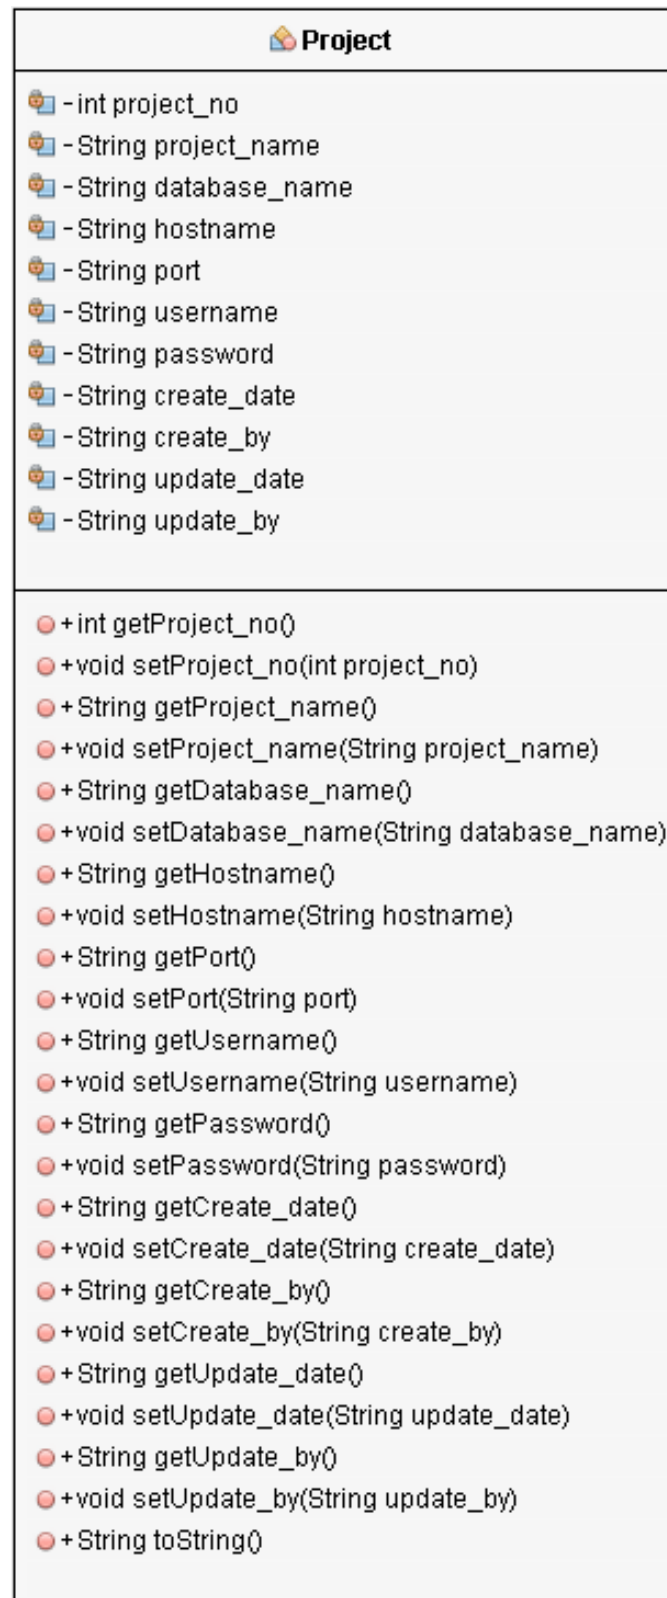 Project
-int project_no
-String project_name
-String database_name
-String hostname
-String port
-String username
-String password
-String create_date
-String create_by
-String update_date
-String update_by
+int getProject_no()
+void setProject_no(int project_no)
+String getProject_name()
+void setProject_name(String project_name)
+String getDatabase_name()
+void setDatabase_name(String database_name)
+String getHostname()
+void setHostname(String hostname)
+String getPort()
+void setPort(String port)
+String getUsername()
+void setUsername(String username)
+String getPassword()
+void setPassword(String password)
+String getCreate_date()
+void setCreate_date(String create_date)
+String getCreate_by()
+void setCreate_by(String create_by)
+String getUpdate_date()
+void setUpdate_date(String update_date)
+String getUpdate_by()
+void setUpdate_by(String update_by)
+String toString()